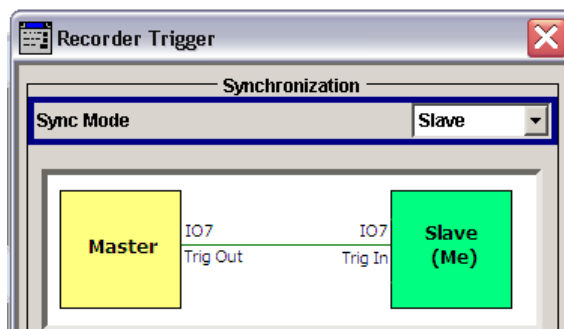 Recorder Trigger
Synchronization
Sync Mode Slave
IO7 IO7
Master Slave
(Me)
Trig Out Trig In